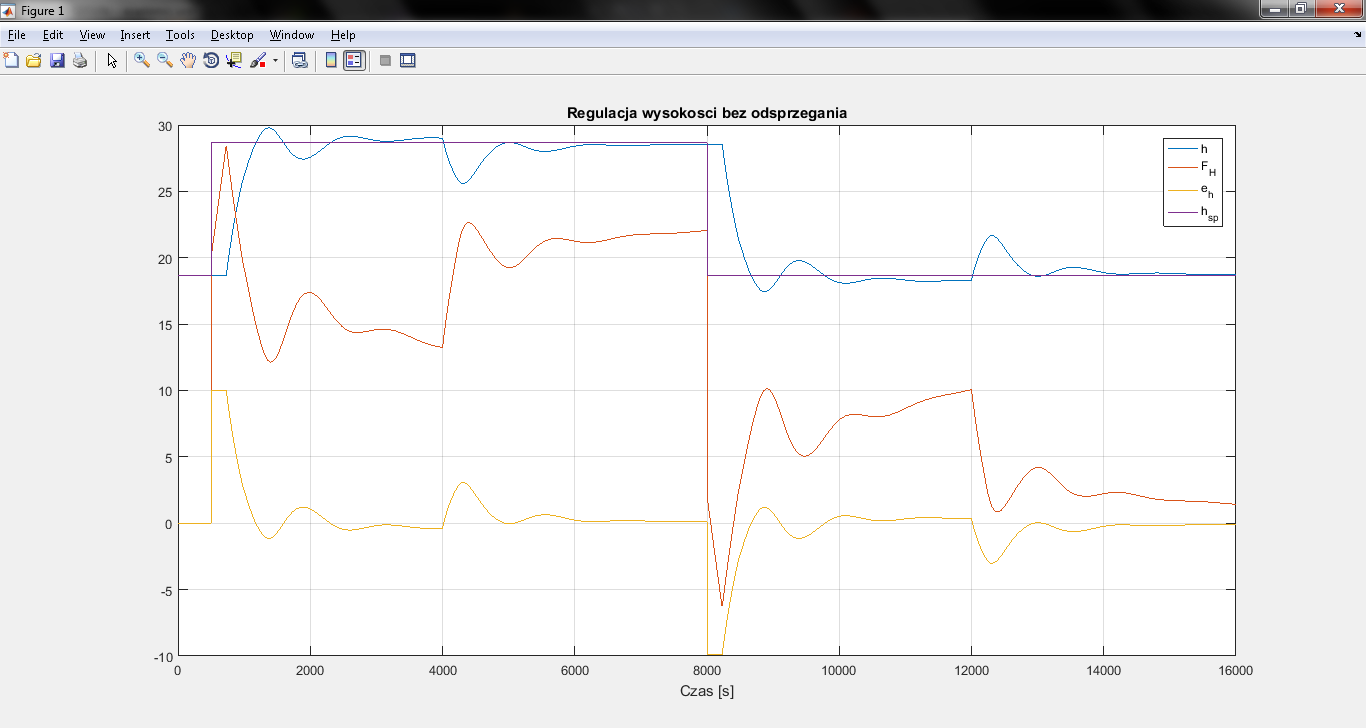 Figure 1
File Edit View Insert Tools Desktop Window Help
Regulacja wysokosci bez odsprzegania
30
25
20
15
10
5
0
-5
-10
h
F_H
e_h
h_sp
0 2000 4000 6000 8000 10000 12000 14000 16000
Czas [s]